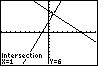 Intersection
X=1 Y=6